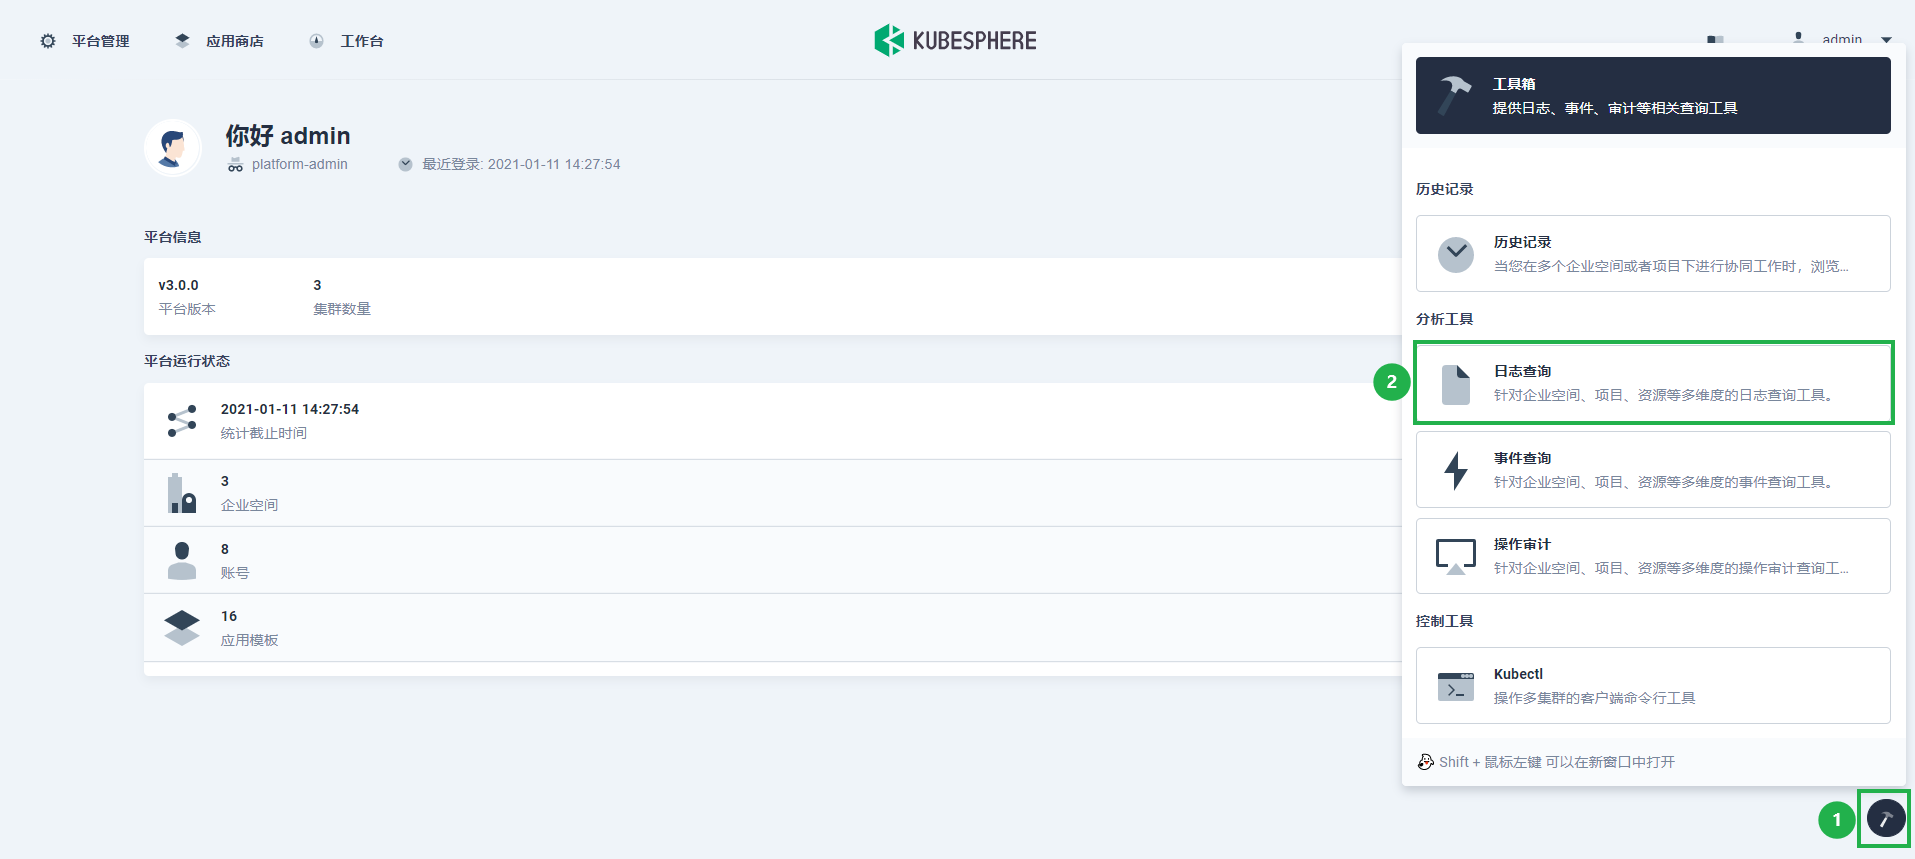 平台管理
应用商店
工作台
KUBESPHERE
admin
你好 admin
platform-admin
最近登录: 2021-01-11 14:27:54
平台信息
v3.0.0
平台版本
3
集群数量
平台运行状态
2021-01-11 14:27:54
统计截止时间
3
企业空间
8
账号
16
应用模板
工具箱
提供日志、事件、审计等相关查询工具
历史记录
历史记录
当您在多个企业空间或者项目下进行协同工作时，浏览...
分析工具
2
日志查询
针对企业空间、项目、资源等多维度的日志查询工具。
事件查询
针对企业空间、项目、资源等多维度的事件查询工具。
操作审计
针对企业空间、项目、资源等多维度的操作审计查询工...
控制工具
Kubectl
操作多集群的客户端命令行工具
Shift + 鼠标左键 可以在新窗口中打开
1